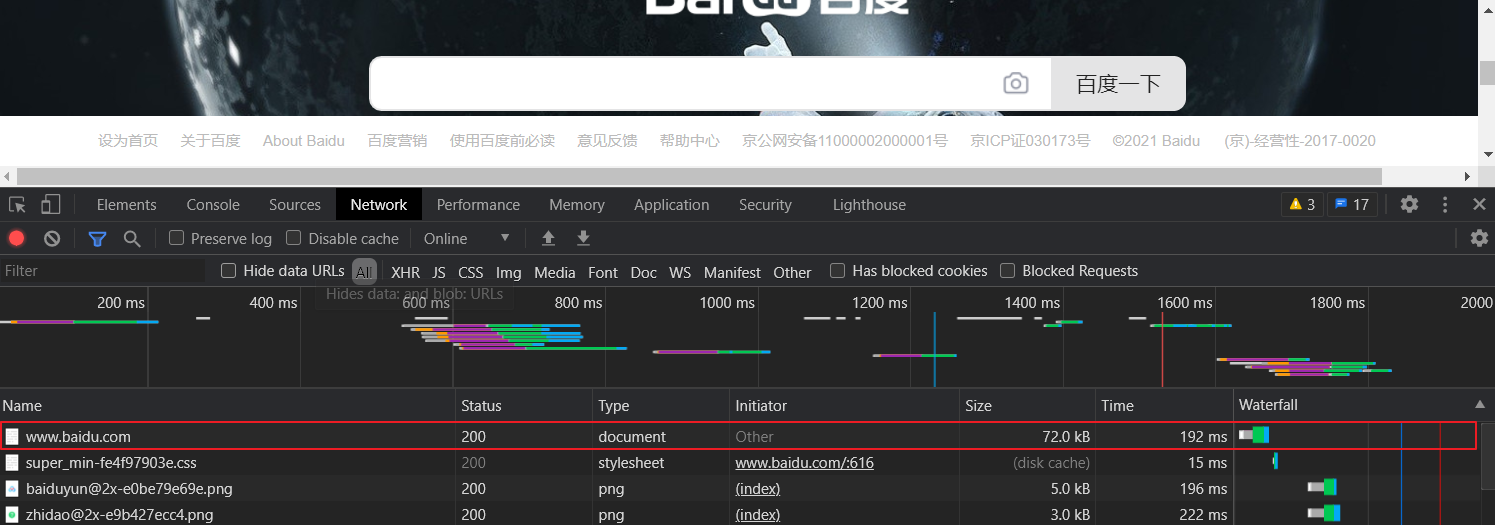 Bai 百度
百度一下
设为首页 关于百度 About Baidu 百度营销 使用百度前必读 意见反馈 帮助中心 京公网安备11000002000001号 京ICP证030173号 ©2021 Baidu (京)-经营性-2017-0020
Elements Console Sources Network Performance Memory Application Security Lighthouse 3 17
Preserve log Disable cache Online
Filter Hide data URLs All XHR JS CSS Img Media Font Doc WS Manifest Other Has blocked cookies Blocked Requests
Hides data: and blob: URLs
200 ms 400 ms 600 ms 800 ms 1000 ms 1200 ms 1400 ms 1600 ms 1800 ms 2000
Name Status Type Initiator Size Time Waterfall
www.baidu.com 200 document Other 72.0 kB 192 ms
super_min-fe4f97903e.css 200 stylesheet www.baidu.com/:616 (disk cache) 15 ms
baiduyun@2x-e0be79e69e.png 200 png (index) 5.0 kB 196 ms
zhidao@2x-e9b427ecc4.png 200 png (index) 3.0 kB 222 ms